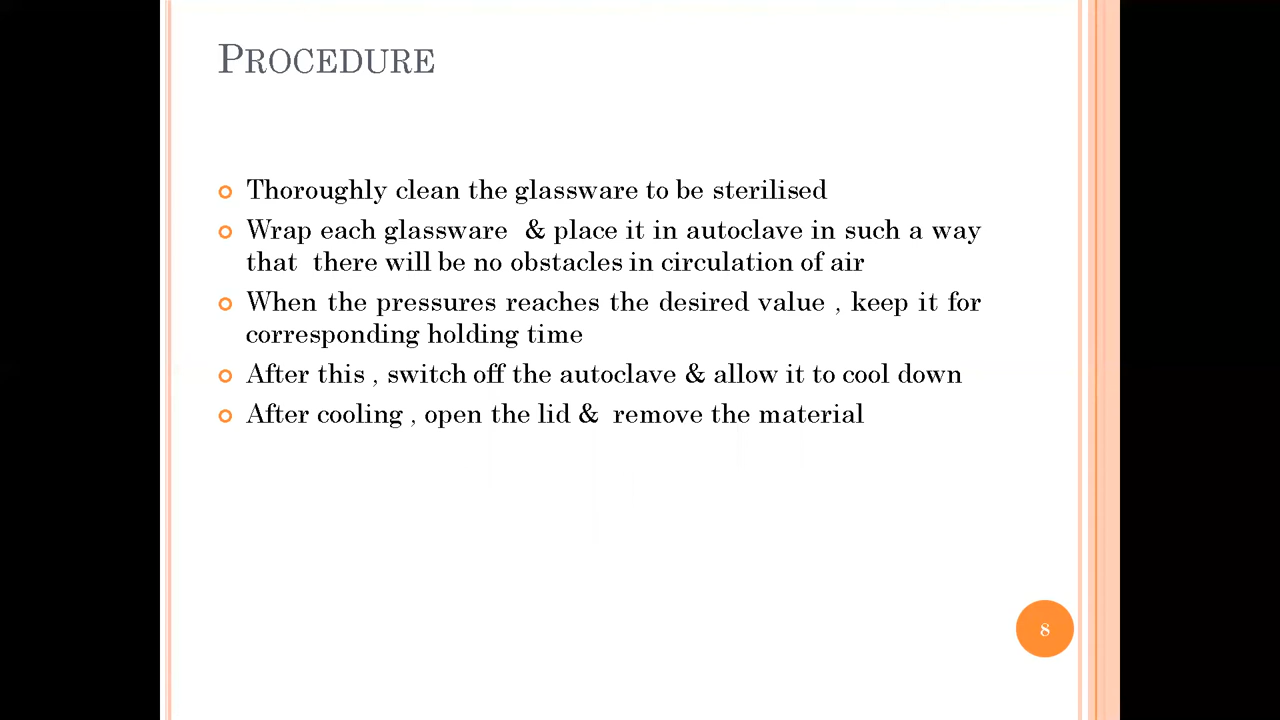 PROCEDURE
Thoroughly clean the glassware to be sterilised
Wrap each glassware & place it in autoclave in such a way
that there will be no obstacles in circulation of air
When the pressures reaches the desired value , keep it for
corresponding holding time
After this , switch off the autoclave & allow it to cool down
After cooling , open the lid & remove the material
8